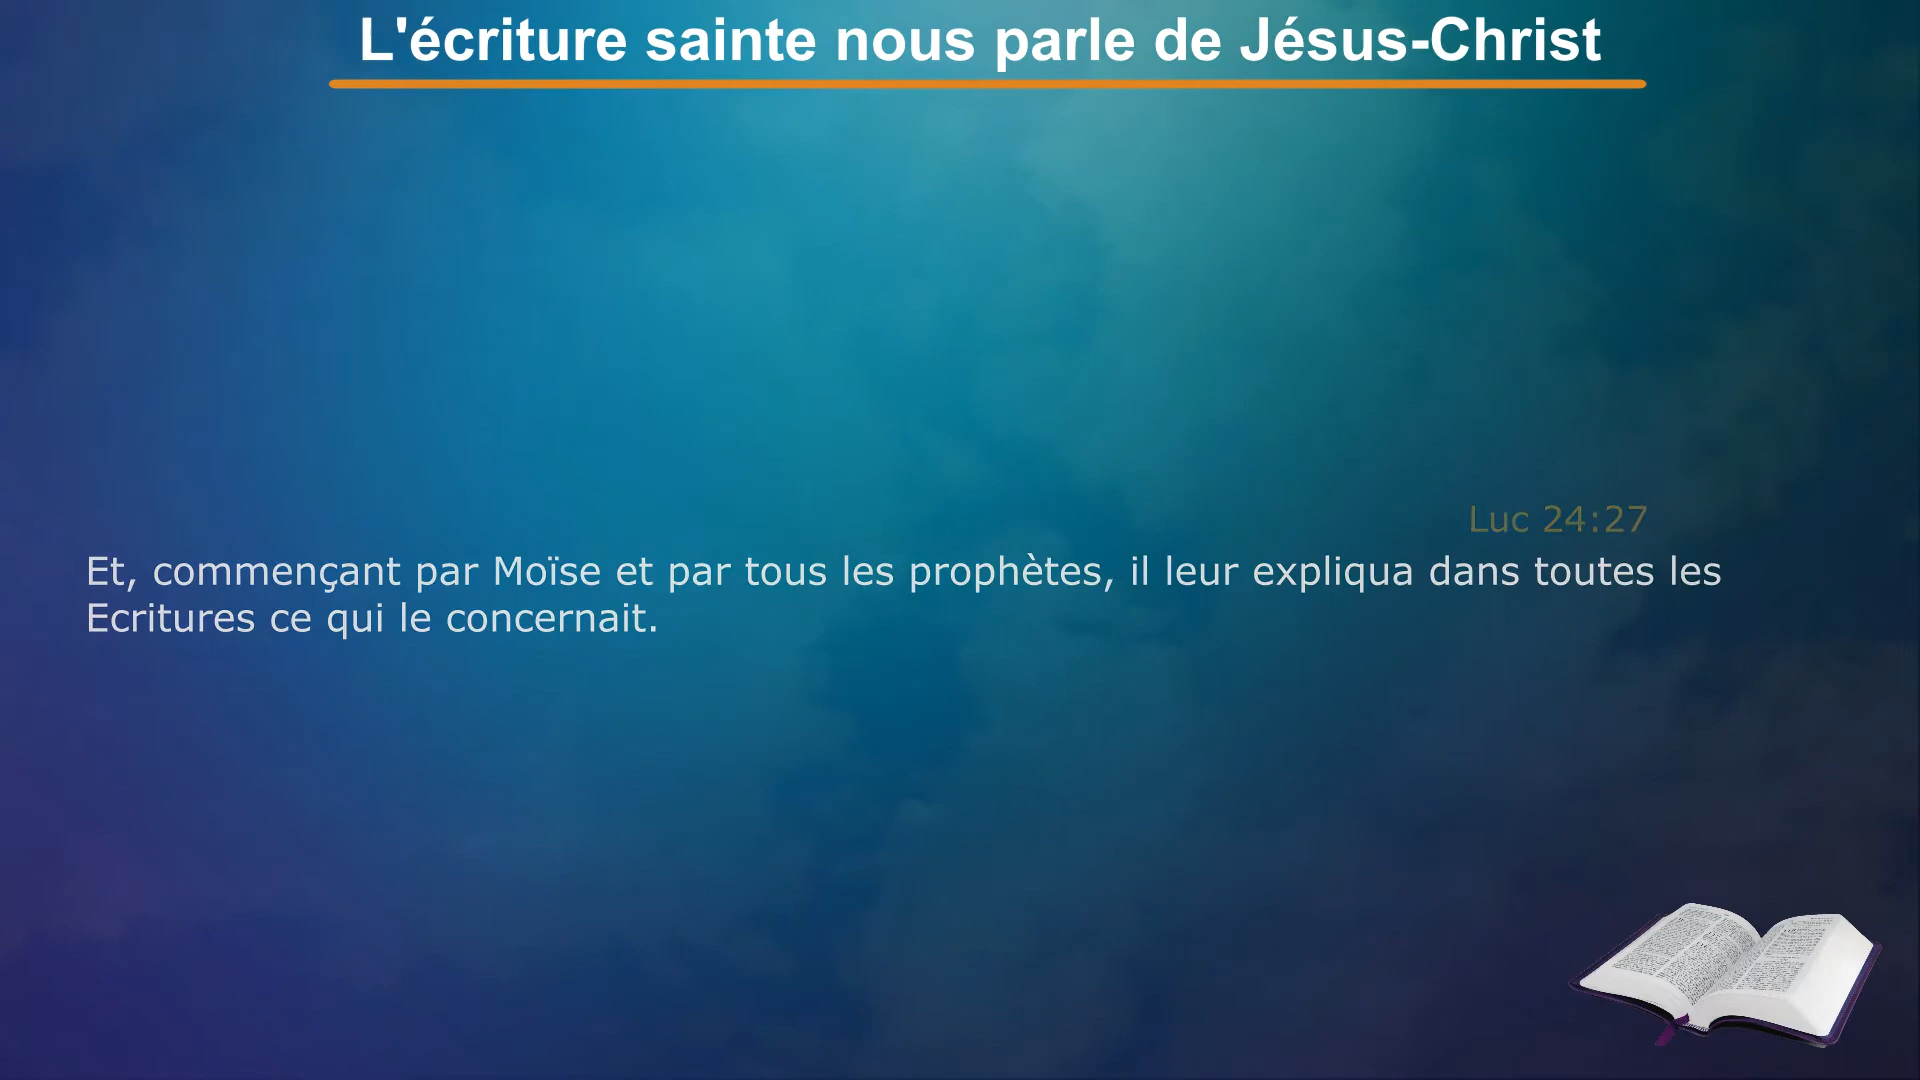 L'écriture sainte nous parle de Jésus-Christ
Luc 24:27
Et, commençant par Moïse et par tous les prophètes, il leur expliqua dans toutes les
Ecritures ce qui le concernait.